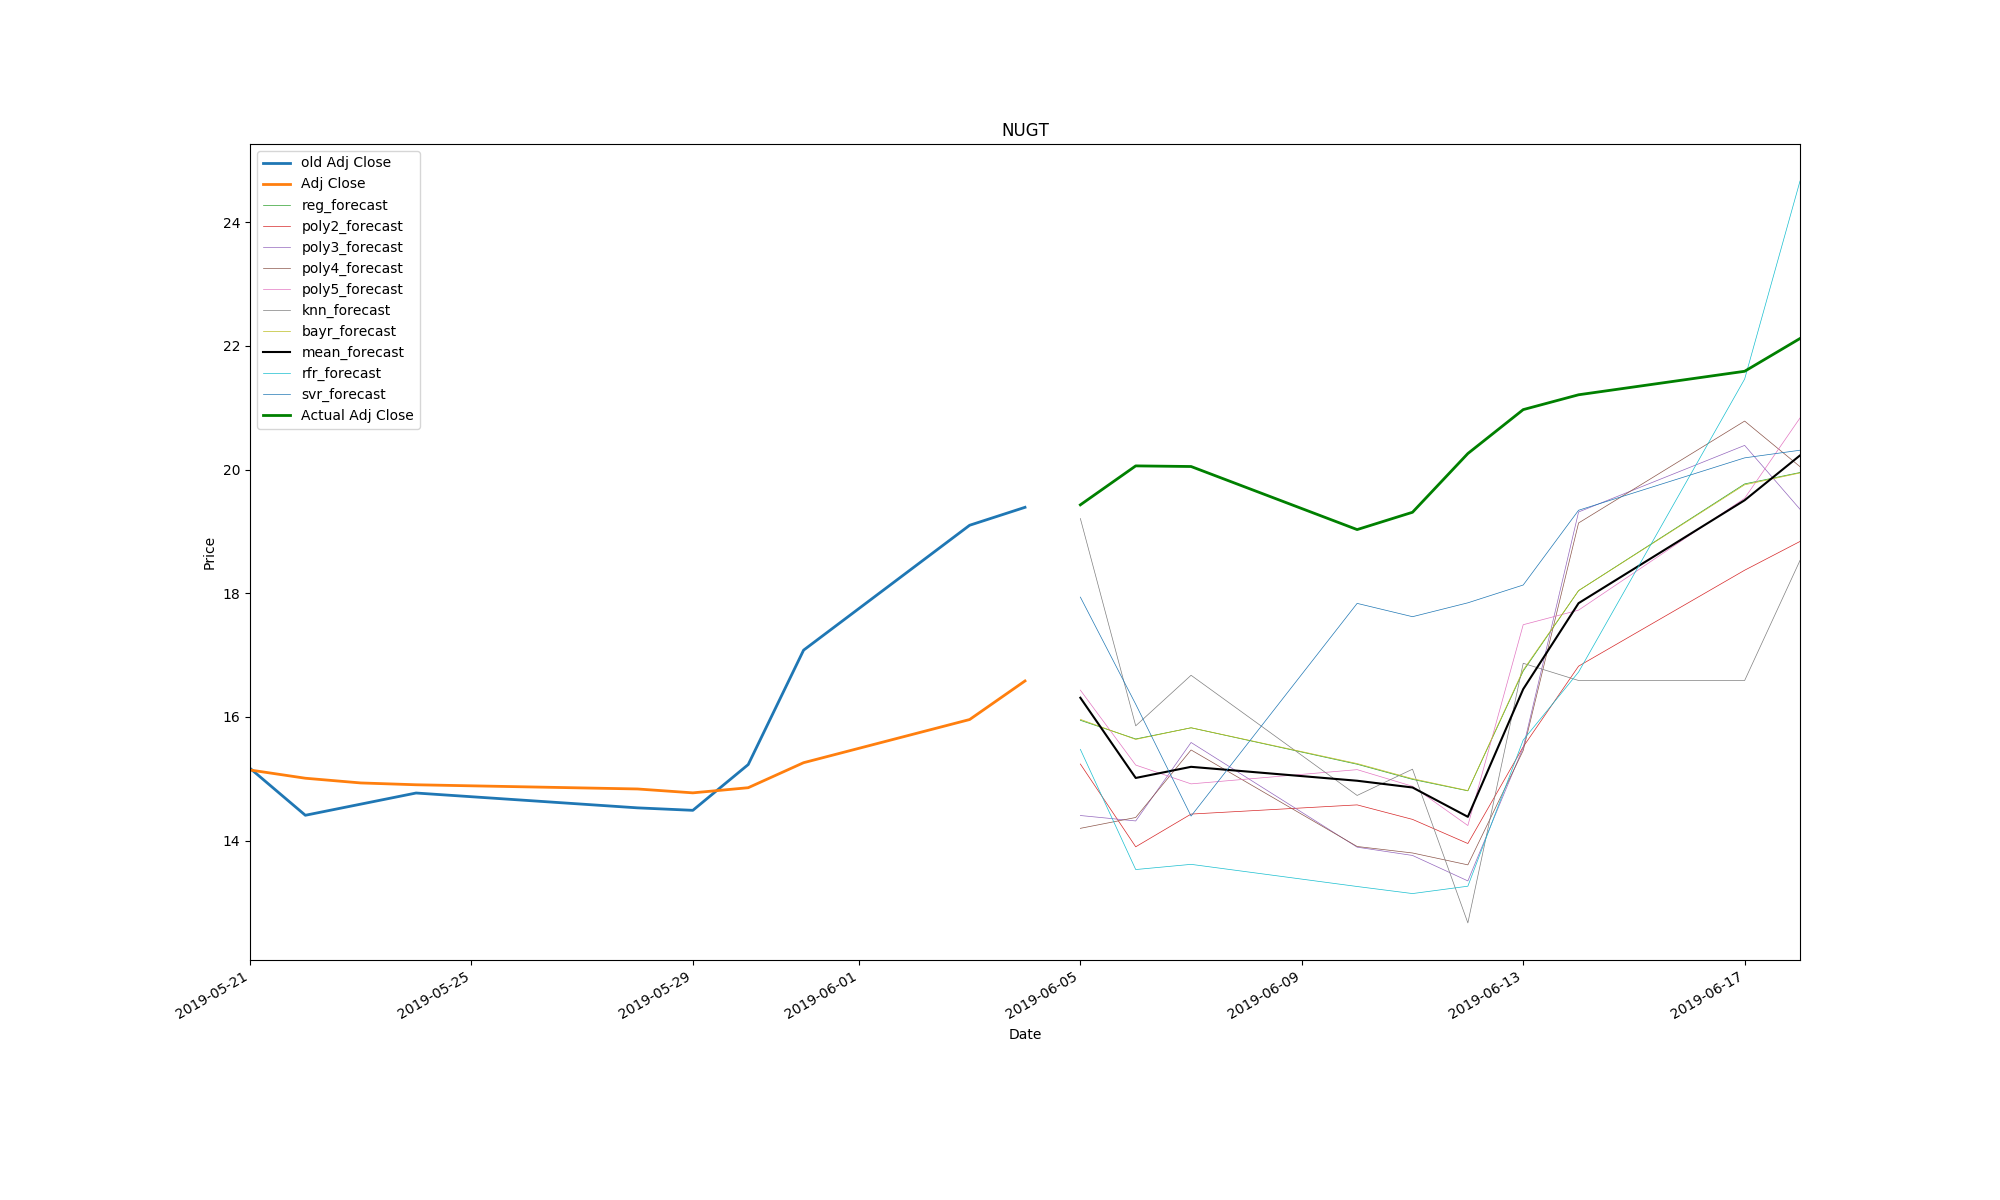 NUGT
old Adj Close
Adj Close
reg_forecast
poly2_forecast
poly3_forecast
poly4_forecast
poly5_forecast
knn_forecast
bayr_forecast
mean_forecast
rfr_forecast
svr_forecast
Actual Adj Close
24
22
20
18
16
14
Price
2019-05-21
2019-05-25
2019-05-29
2019-06-01
2019-06-05
2019-06-09
2019-06-13
2019-06-17
Date